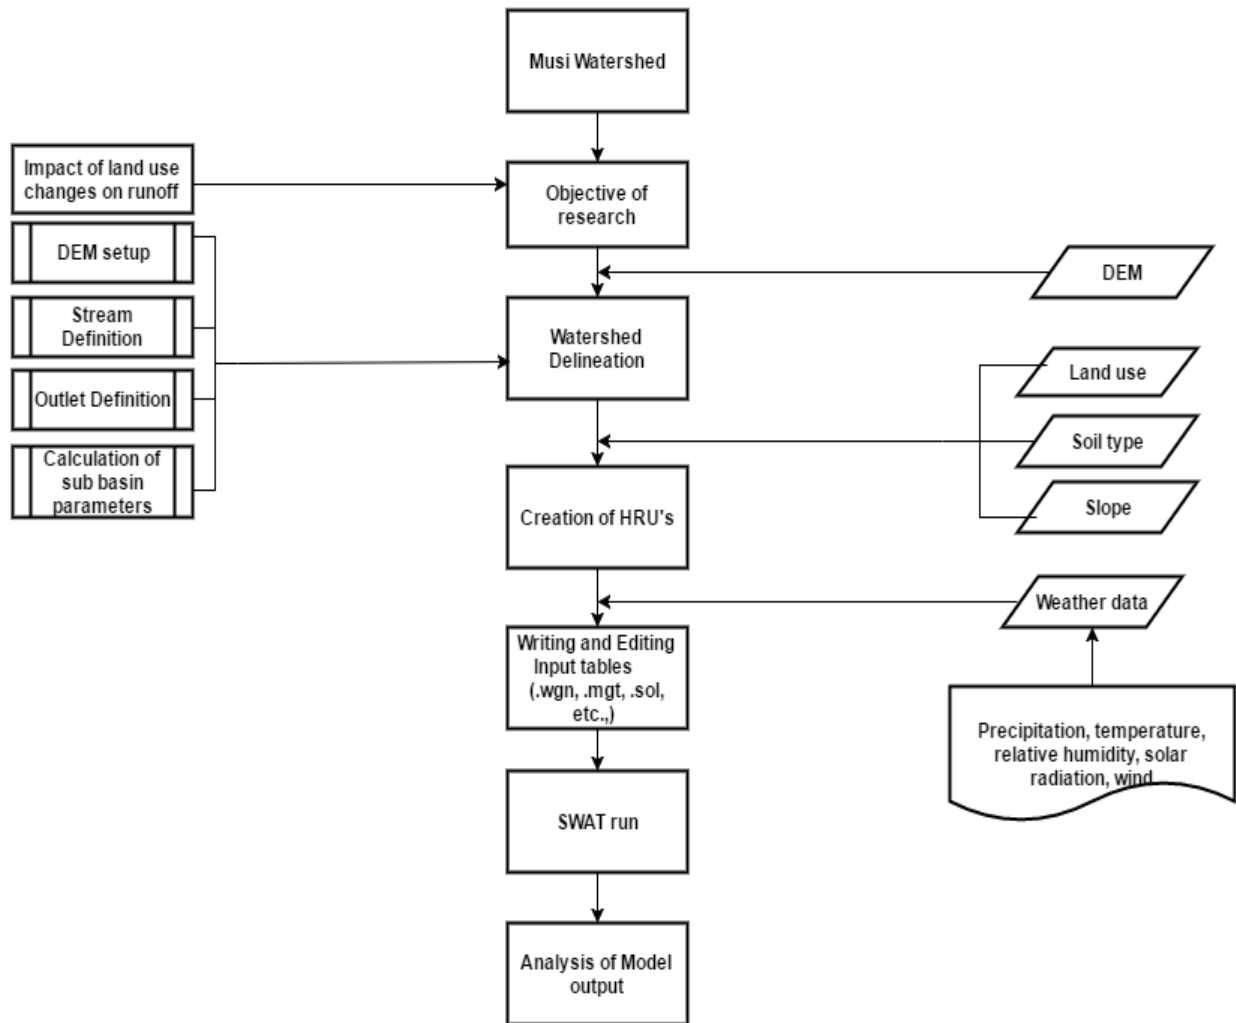 Musi Watershed
Impact of land use
changes on runoff
Objective of
research
DEM setup
DEM
Stream
Definition
Watershed
Delineation
Land use
Outlet Definition
Soil type
Calculation of
sub basin
parameters
Slope
Creation of HRU's
Weather data
Writing and Editing
Input tables
(.wgn, .mgt, .sol,
etc.,)
Precipitation, temperature,
relative humidity, solar
radiation, wind
SWAT run
Analysis of Model
output